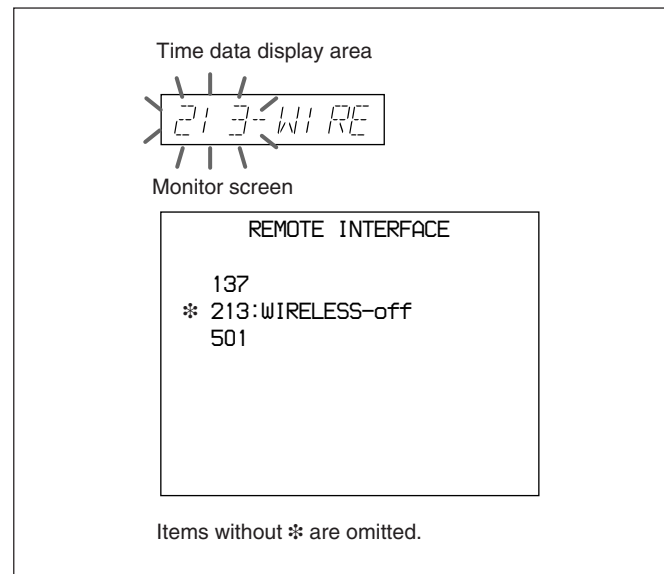 Time data display area
213-WIRE
Monitor screen
REMOTE INTERFACE
137
❇ 213:WIRELESS-off
501
Items without ❇ are omitted.